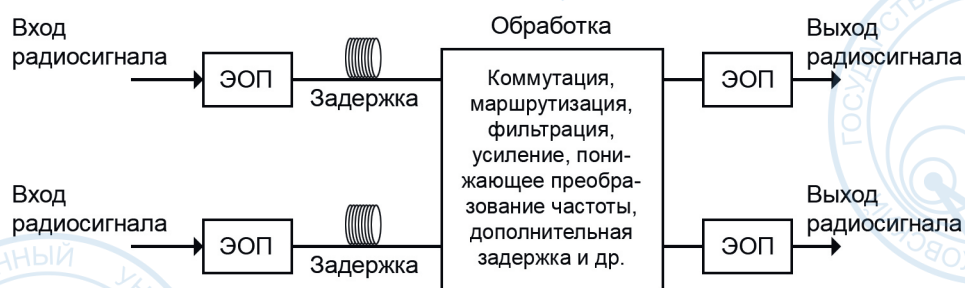 Вход
радиосигнала
ЭОП
Задержка
Обработка
Коммутация,
маршрутизация,
фильтрация,
усиление, пони-
жающее преобра-
зование частоты,
дополнительная
задержка и др.
ЭОП
Выход
радиосигнала
Вход
радиосигнала
ЭОП
Задержка
ЭОП
Выход
радиосигнала